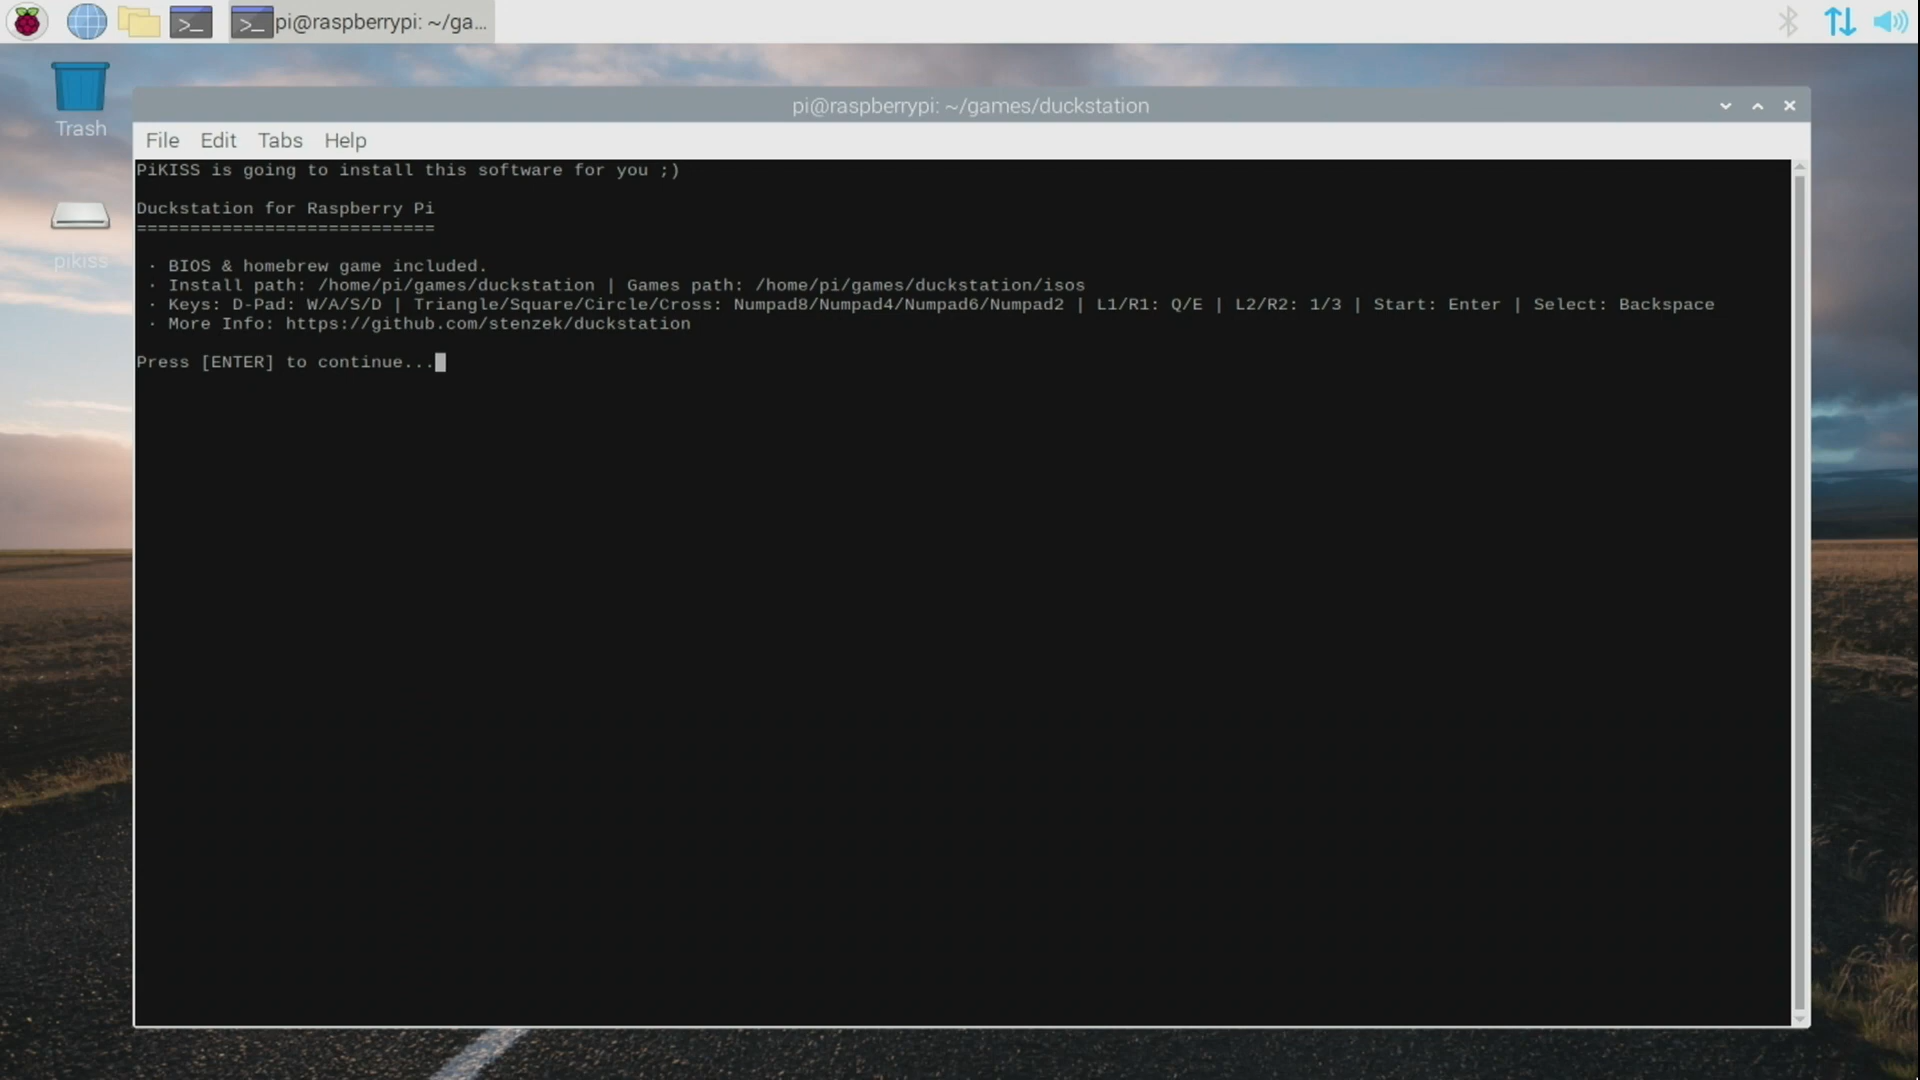 pi@raspberrypi: ~/ga...
Trash
pikiss
pi@raspberrypi: ~/games/duckstation
File Edit Tabs Help
PiKISS is going to install this software for you ;)
Duckstation for Raspberry Pi
============================
· BIOS & homebrew game included.
· Install path: /home/pi/games/duckstation | Games path: /home/pi/games/duckstation/isos
· Keys: D-Pad: W/A/S/D | Triangle/Square/Circle/Cross: Numpad8/Numpad4/Numpad6/Numpad2 | L1/R1: Q/E | L2/R2: 1/3 | Start: Enter | Select: Backspace
· More Info: https://github.com/stenzek/duckstation
Press [ENTER] to continue...